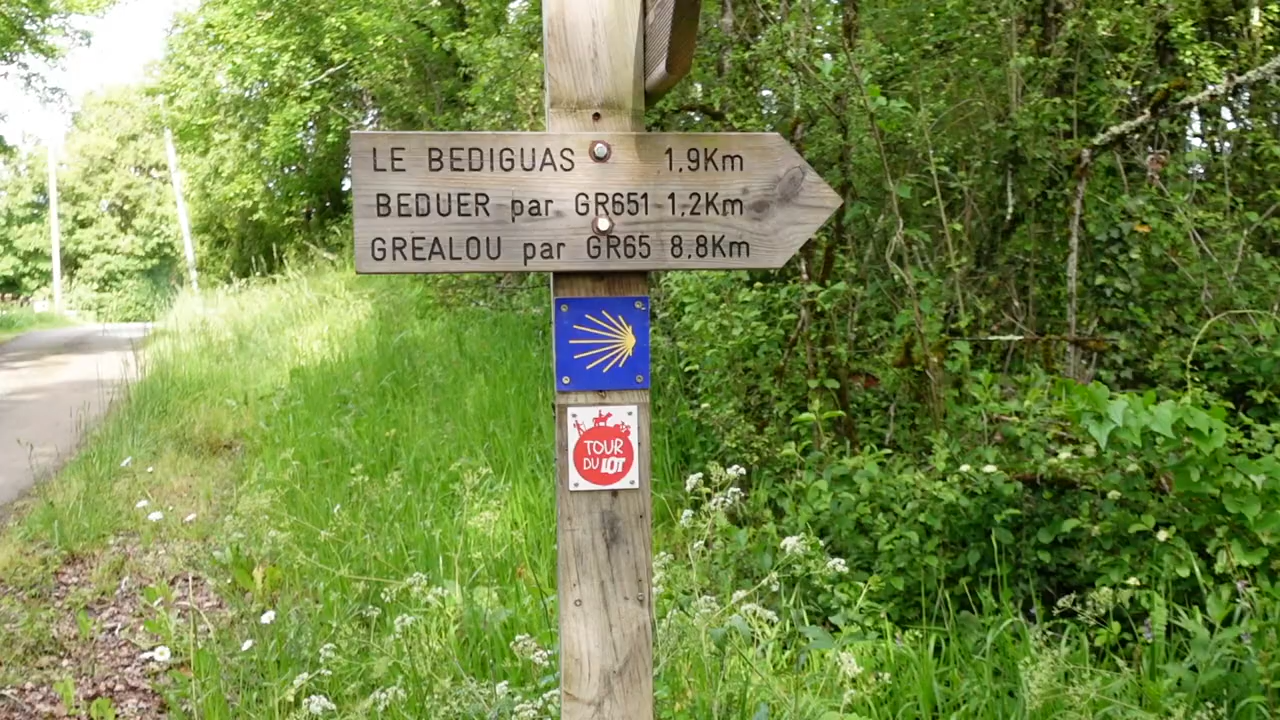 LE BEDIGUAS 1,9Km
BEDUER par GR651 1,2Km
GREALOU par GR65 8,8Km
TOUR
DU LOT